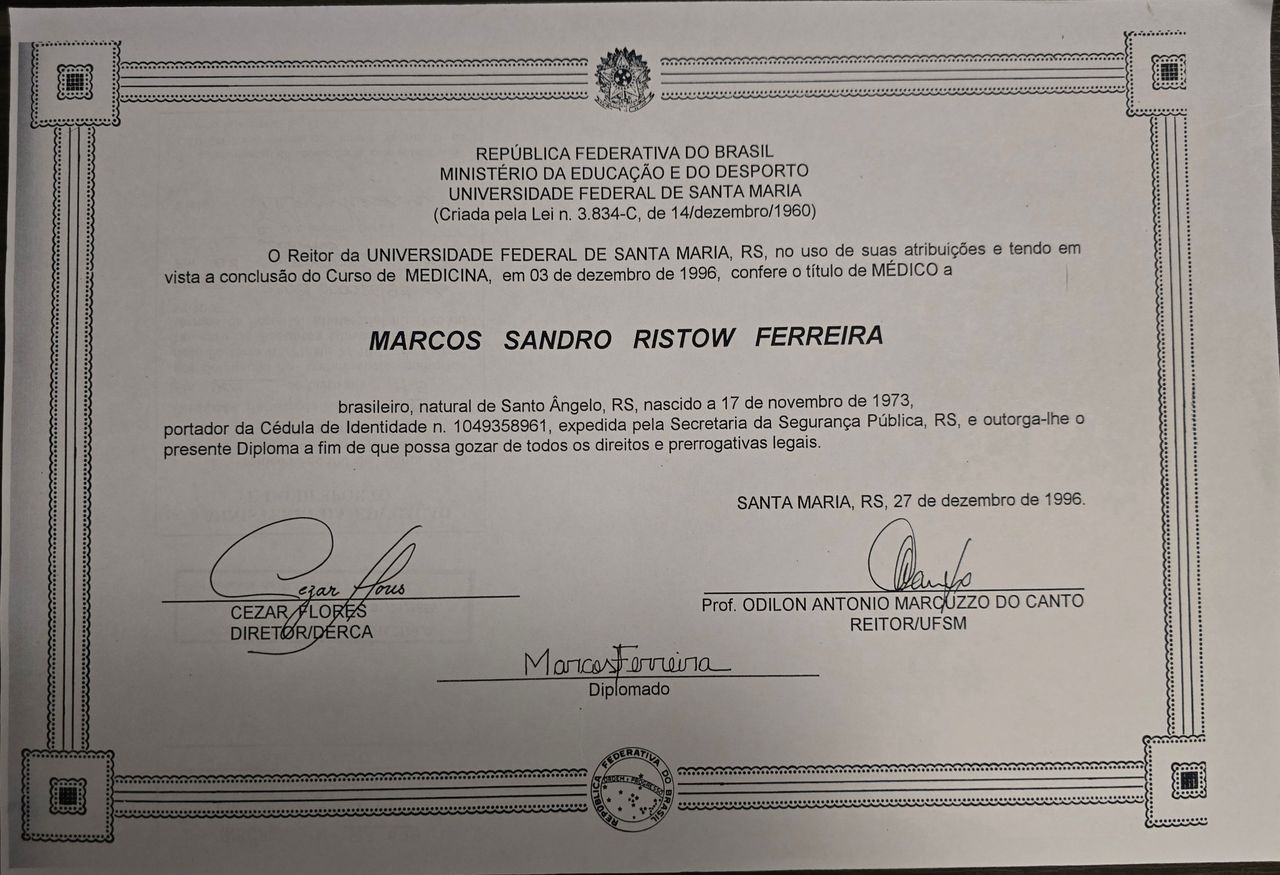 REPÚBLICA FEDERATIVA DO BRASIL
MINISTÉRIO DA EDUCAÇÃO E DO DESPORTO
UNIVERSIDADE FEDERAL DE SANTA MARIA
(Criada pela Lei n. 3.834-C, de 14/dezembro/1960)
O Reitor da UNIVERSIDADE FEDERAL DE SANTA MARIA, RS, no uso de suas atribuições e tendo em
vista a conclusão do Curso de MEDICINA, em 03 de dezembro de 1996, confere o título de MÉDICO a
MARCOS SANDRO RISTOW FERREIRA
brasileiro, natural de Santo Ângelo, RS, nascido a 17 de novembro de 1973,
portador da Cédula de Identidade n. 1049358961, expedida pela Secretaria da Segurança Pública, RS, e outorga-lhe o
presente Diploma a fim de que possa gozar de todos os direitos e prerrogativas legais.
SANTA MARIA, RS, 27 de dezembro de 1996.
Cezar Flores
CEZAR FLORES
DIRETOR/DERCA
Prof. ODILON ANTONIO MARCUZZO DO CANTO
REITOR/UFSM
Marcos Ferreira
Diplomado
REPÚBLICA FEDERATIVA DO BRASIL
ORDEM E PROGRESSO